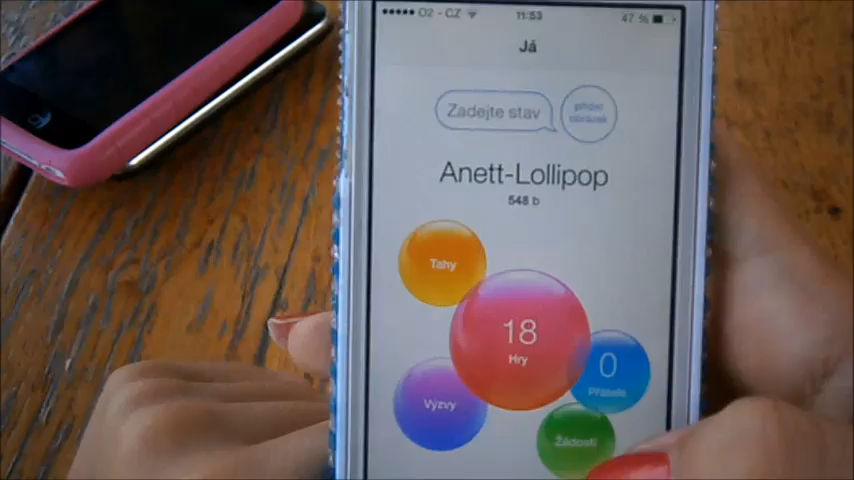 O2 - CZ 11:53 47 %
Já
Zadejte stav
přidat
obrázek
Anett-Lollipop
548 b
Tahy
18
Hry
0
Přátelé
Výzvy
Žádosti